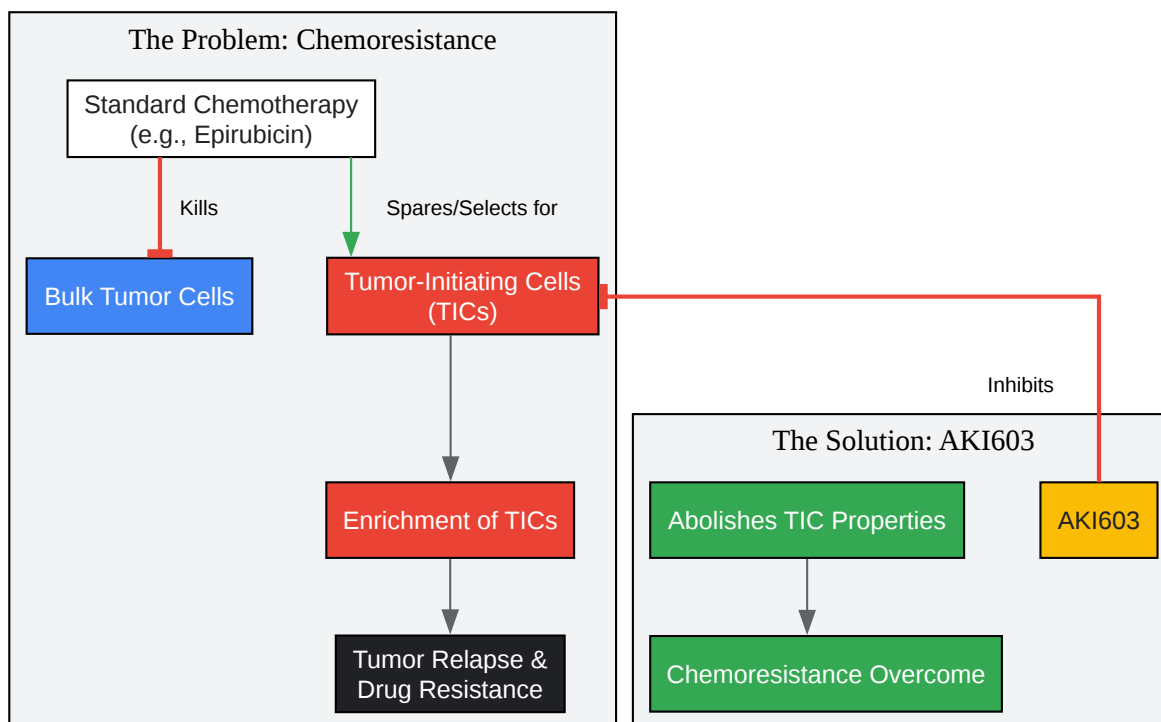 The Problem: Chemoresistance
Standard Chemotherapy
(e.g., Epirubicin)
Kills
Spares/Selects for
Bulk Tumor Cells
Tumor-Initiating Cells
(TICs)
Enrichment of TICs
Tumor Relapse &
Drug Resistance
Inhibits
The Solution: AKI603
Abolishes TIC Properties
AKI603
Chemoresistance Overcome